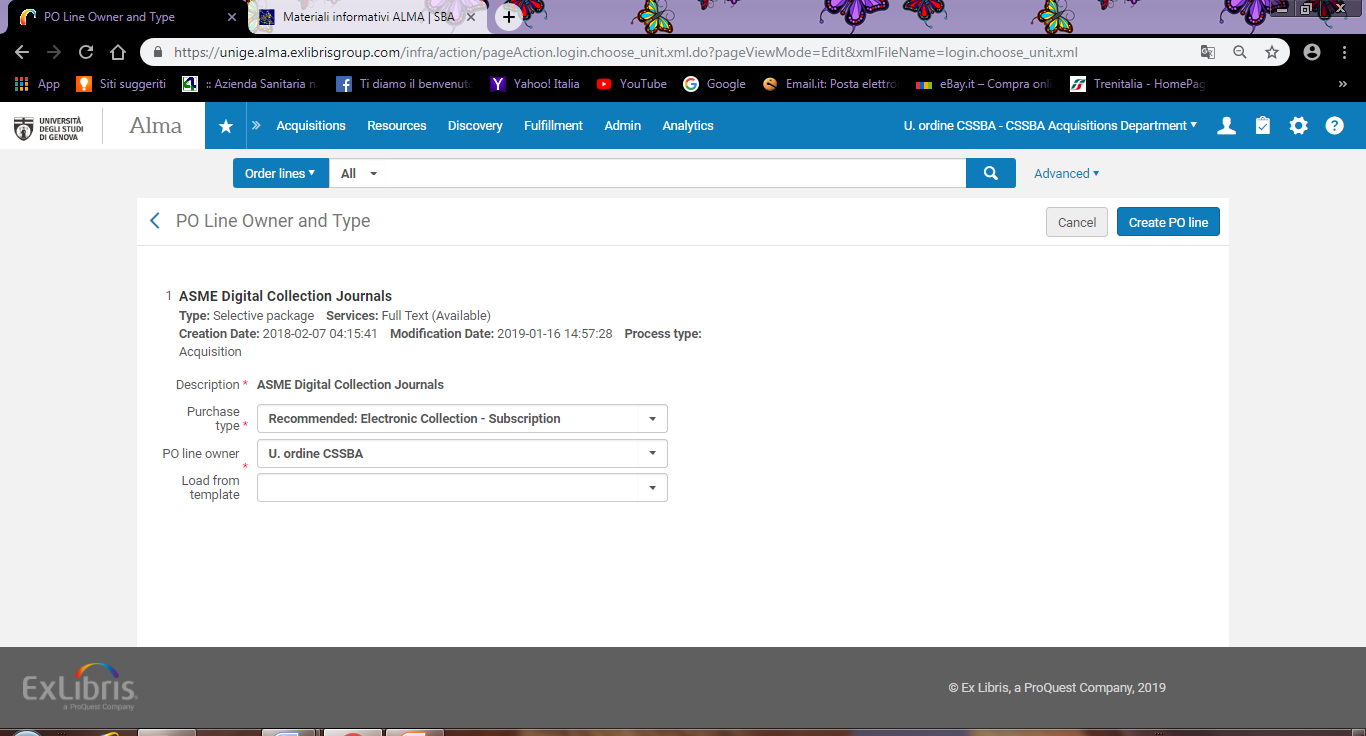 PO Line Owner and Type
Materiali informativi ALMA | SBA
https://unige.alma.exlibrisgroup.com/infra/action/pageAction.login.choose_unit.xml.do?pageViewMode=Edit&xmlFileName=login.choose_unit.xml
App Siti suggeriti :: Azienda Sanitaria n. Ti diamo il benvenuto Yahoo! Italia YouTube Google Email.it: Posta elettro eBay.it – Compra onl Trenitalia - HomePag »
UNIVERSITÀ DEGLI STUDI DI GENOVA
Alma Acquisitions Resources Discovery Fulfillment Admin Analytics U. ordine CSSBA - CSSBA Acquisitions Department
Order lines All Advanced
PO Line Owner and Type Cancel Create PO line
1 ASME Digital Collection Journals
Type: Selective package Services: Full Text (Available)
Creation Date: 2018-02-07 04:15:41 Modification Date: 2019-01-16 14:57:28 Process type:
Acquisition
Description * ASME Digital Collection Journals
Purchase type * Recommended: Electronic Collection - Subscription
PO line owner * U. ordine CSSBA
Load from template
ExLibris
a ProQuest Company
© Ex Libris, a ProQuest Company, 2019